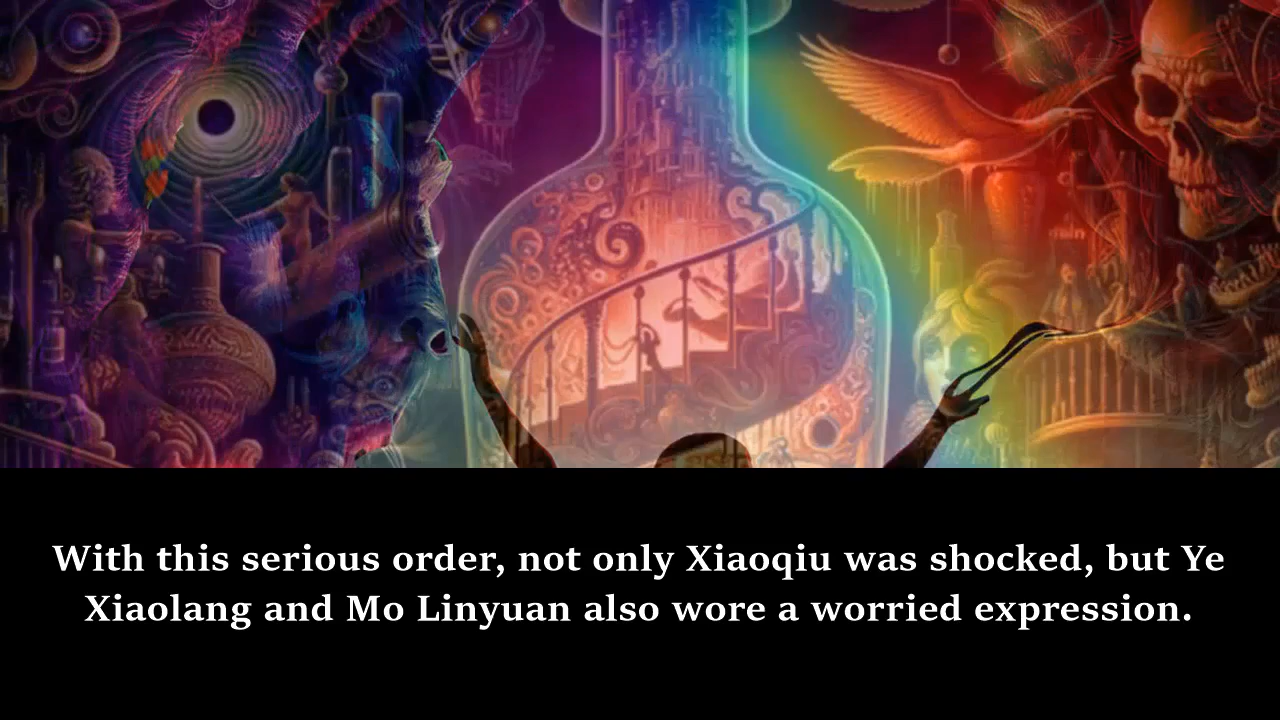 With this serious order, not only Xiaoqiu was shocked, but Ye
Xiaolang and Mo Linyuan also wore a worried expression.